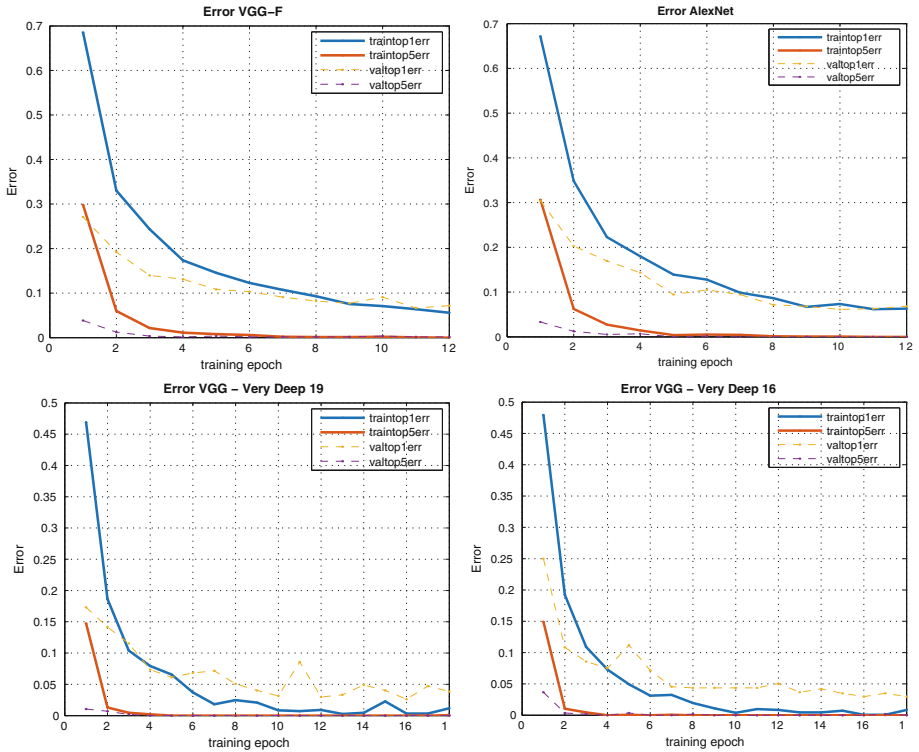 Error VGG-F
0.7
0.6
0.5
0.4
0.3
0.2
0.1
0
0 2 4 6 8 10 12
Error
training epoch
traintop1err
traintop5err
valtop1err
valtop5err
Error AlexNet
0.7
0.6
0.5
0.4
0.3
0.2
0.1
0
0 2 4 6 8 10 12
Error
training epoch
traintop1err
traintop5err
valtop1err
valtop5err
Error VGG - Very Deep 19
0.5
0.45
0.4
0.35
0.3
0.25
0.2
0.15
0.1
0.05
0
0 2 4 6 8 10 12 14 16 1
Error
training epoch
traintop1err
traintop5err
valtop1err
valtop5err
Error VGG - Very Deep 16
0.5
0.45
0.4
0.35
0.3
0.25
0.2
0.15
0.1
0.05
0
0 2 4 6 8 10 12 14 16 1
Error
training epoch
traintop1err
traintop5err
valtop1err
valtop5err